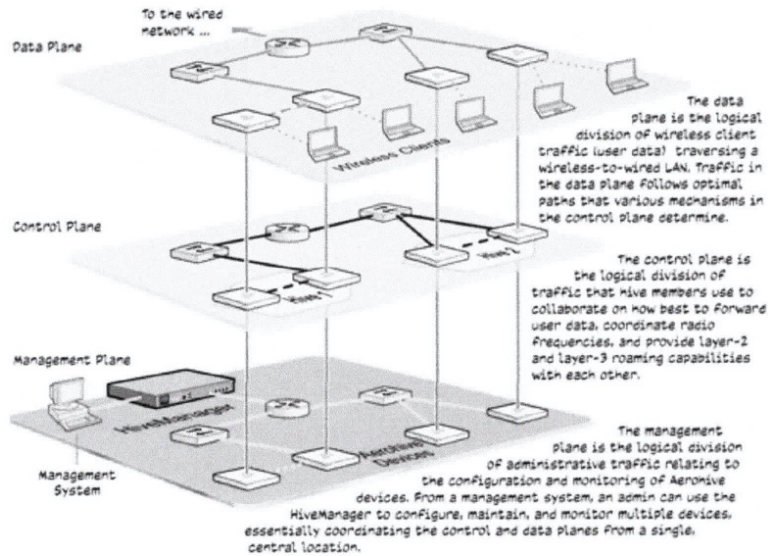 To the wired
network ...
Data Plane
Wireless Clients
The data
plane is the logical
division of wireless client
traffic (user data) traversing a
wireless-to-wired LAN. Traffic in
the data plane follows optimal
paths that various mechanisms in
the control plane determine.
Control Plane
Hive 1
Hive 2
The control plane is
the logical division of
traffic that hive members use to
collaborate on how best to forward
user data, coordinate radio
frequencies, and provide layer-2
and layer-3 roaming capabilities
with each other.
Management Plane
HiveManager
Aerohive
Devices
Management
System
The management
plane is the logical division
of administrative traffic relating to
the configuration and monitoring of Aerohive
devices. From a management system, an admin can use the
HiveManager to configure, maintain, and monitor multiple devices,
essentially coordinating the control and data planes from a single,
central location.